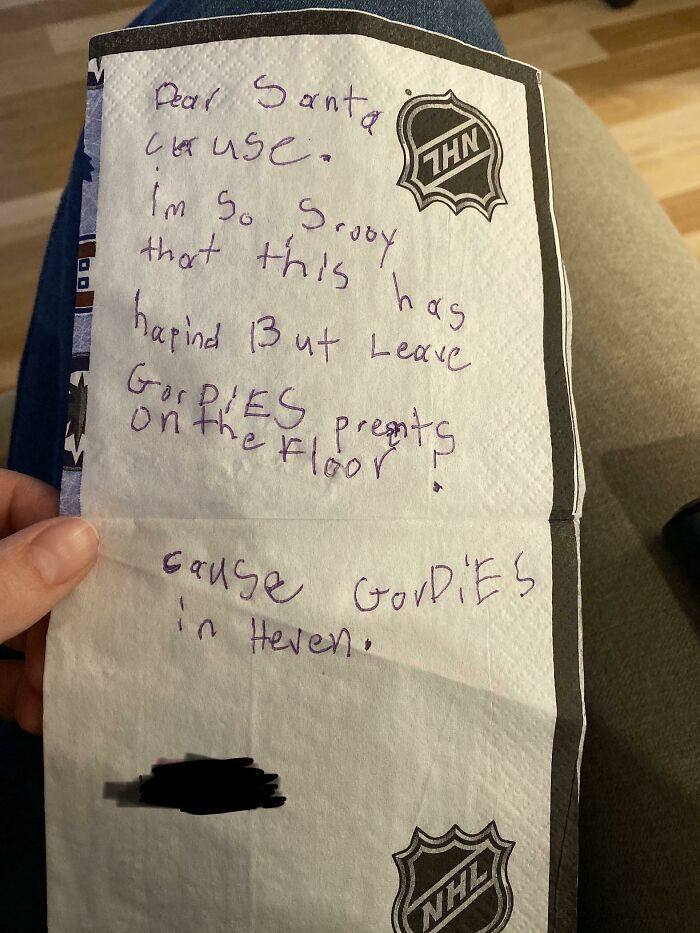 Dear Santa
clause.
im So Srooy
that this has
hapind But Leave
GorDiES prents
on the Floor!
cause GorDiES
in Heven.
NHL
NHL